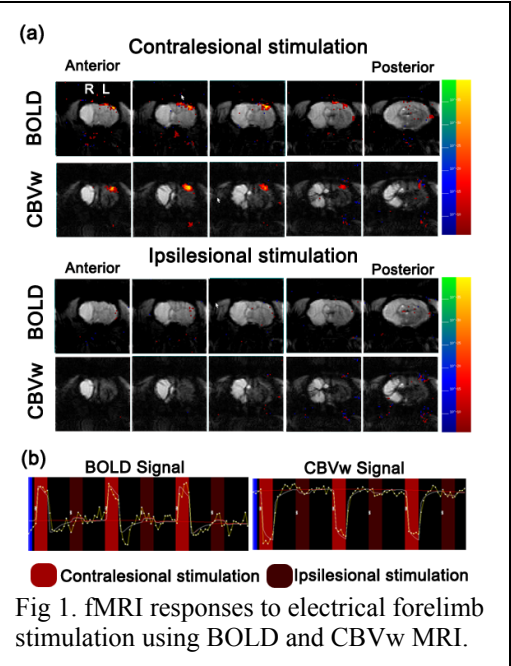 (a)
Contralesional stimulation
Anterior
Posterior
R L
BOLD
CBVw
Ipsilesional stimulation
Anterior
Posterior
BOLD
CBVw
(b)
BOLD Signal
CBVw Signal
Contralesional stimulation
Ipsilesional stimulation
Fig 1. fMRI responses to electrical forelimb
stimulation using BOLD and CBVw MRI.